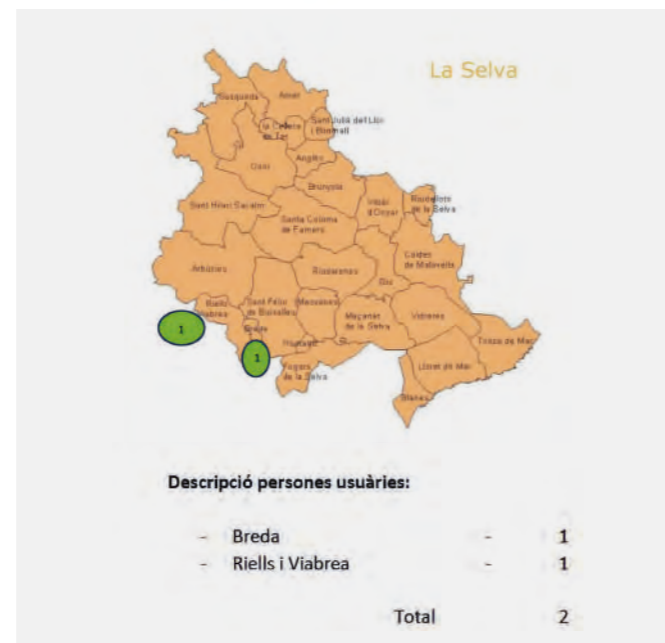 La Selva
Susqueda
Amer
la Cellera
de Ter
Sant Julià del Llor
i Bonmatí
Osor
Anglès
Brunyola
Sant Hilari Sacalm
Santa Coloma
de Farners
Vilobí
d'Onyar
Riudellots
de la Selva
Caldes
de Malavella
Arbúcies
Riudarenes
Sils
Riells
Viabrea
Sant Feliu
de Buixalleu
Massanes
Maçanet
de la Selva
Vidreres
Breda
Hostalric
Tossa de Mar
1
1
Fogars
de la Selva
Lloret de Mar
Blanes
Descripció persones usuàries:
- Breda - 1
- Riells i Viabrea - 1
Total 2